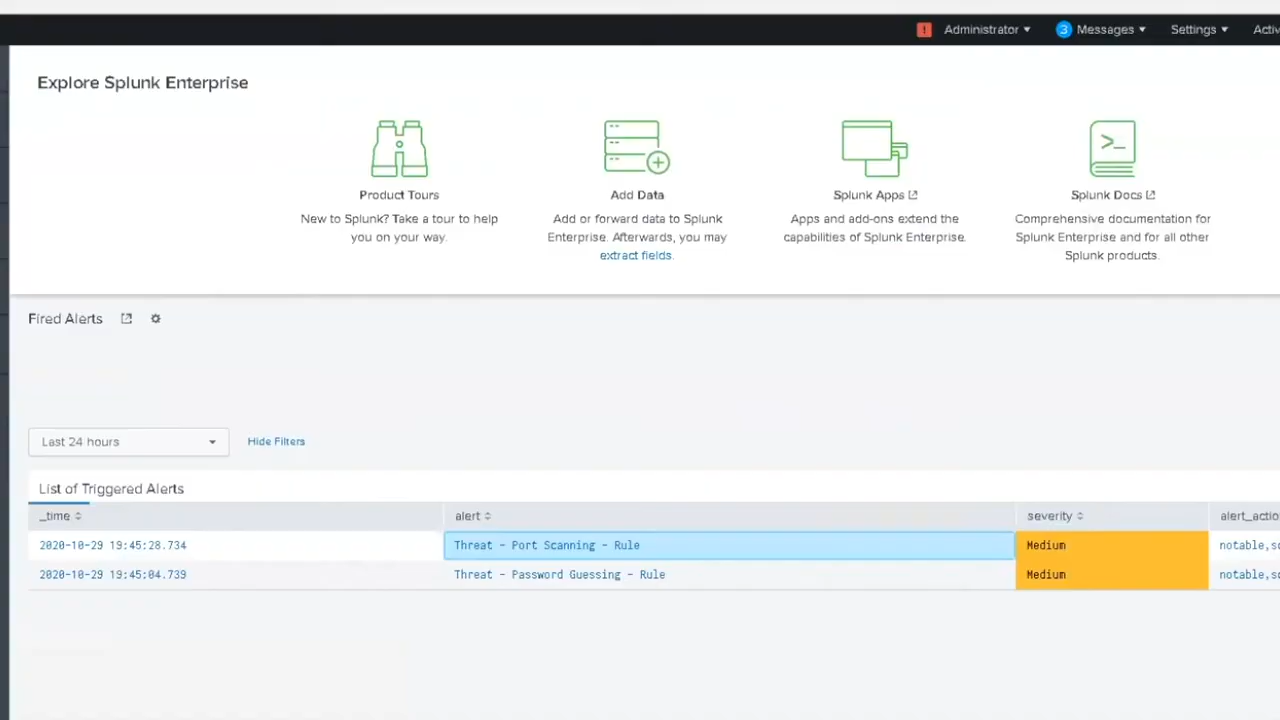 ! Administrator ▾ 3 Messages ▾ Settings ▾ Activ
Explore Splunk Enterprise
Product Tours
New to Splunk? Take a tour to help
you on your way.
Add Data
Add or forward data to Splunk
Enterprise. Afterwards, you may
extract fields.
Splunk Apps
Apps and add-ons extend the
capabilities of Splunk Enterprise.
>_
Splunk Docs
Comprehensive documentation for
Splunk Enterprise and for all other
Splunk products.
Fired Alerts
Last 24 hours Hide Filters
List of Triggered Alerts
_time alert severity alert_actio
2020-10-29 19:45:28.734 Threat - Port Scanning - Rule Medium notable,sc
2020-10-29 19:45:04.739 Threat - Password Guessing - Rule Medium notable,sc